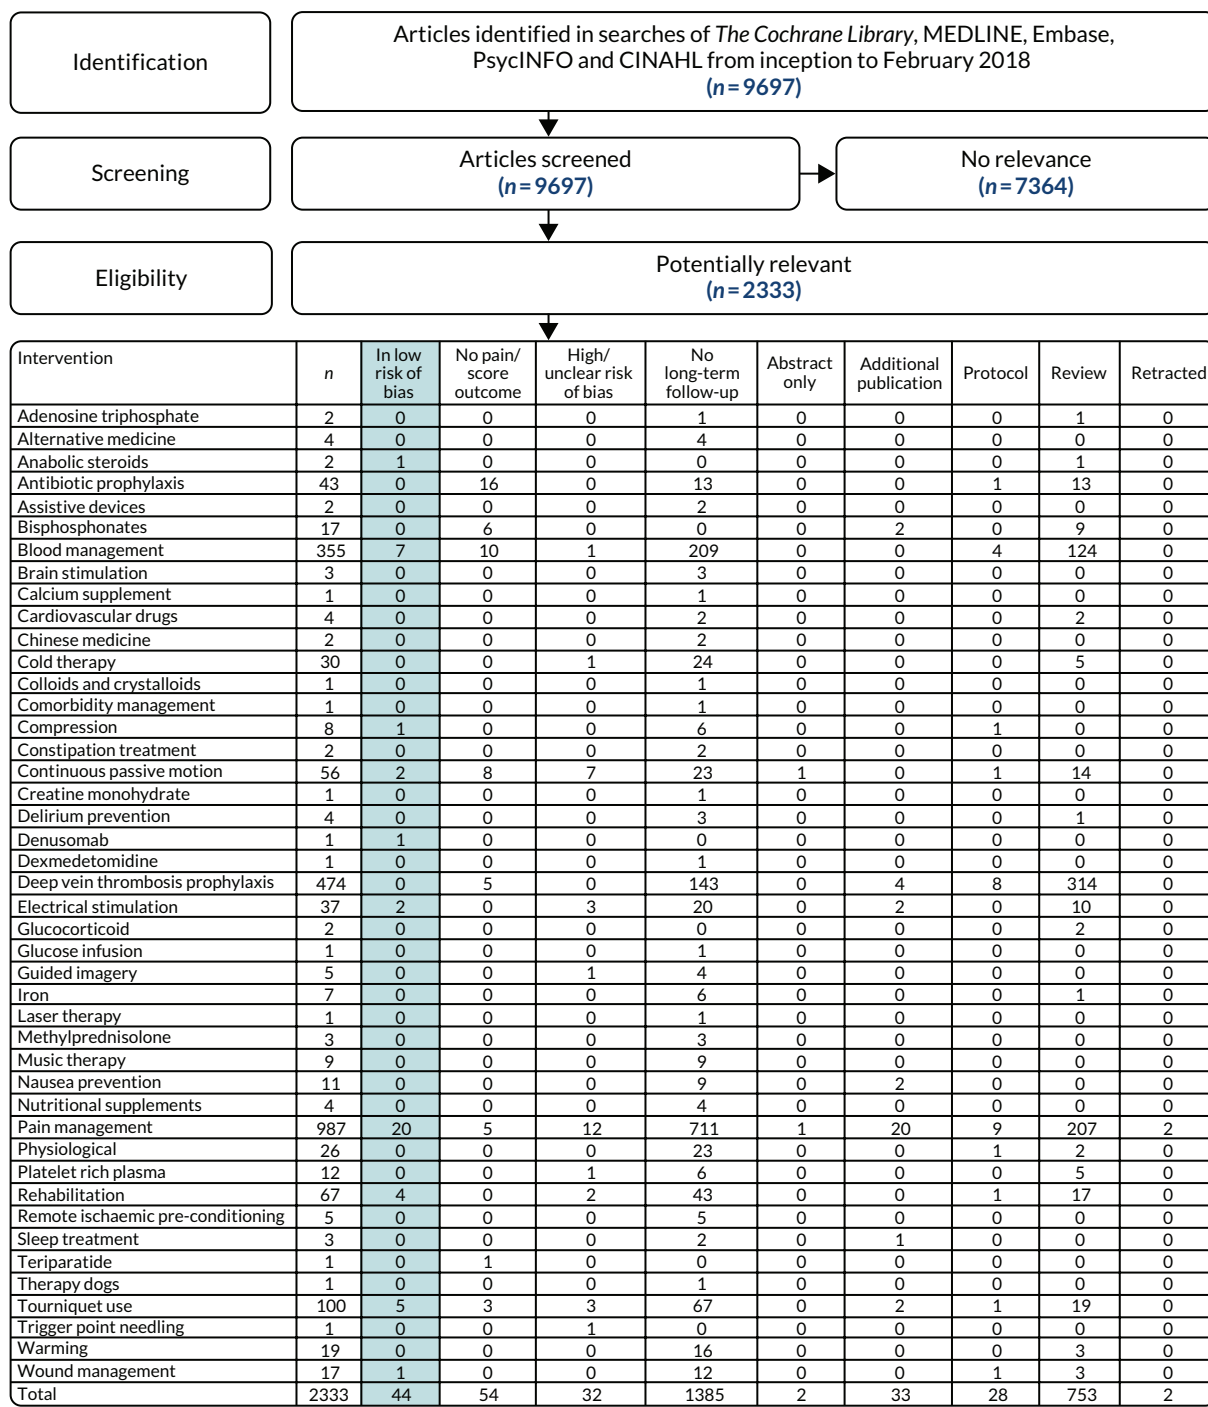 Identification
Articles identified in searches of The Cochrane Library, MEDLINE, Embase,
PsycINFO and CINAHL from inception to February 2018
(n=9697)
Screening
Articles screened
(n=9697)
No relevance
(n=7364)
Eligibility
Potentially relevant
(n=2333)
Intervention n In low risk of bias No pain/ score outcome High/ unclear risk of bias No long-term follow-up Abstract only Additional publication Protocol Review Retracted
Adenosine triphosphate 2 0 0 0 1 0 0 0 1 0
Alternative medicine 4 0 0 0 4 0 0 0 0 0
Anabolic steroids 2 1 0 0 0 0 0 0 1 0
Antibiotic prophylaxis 43 0 16 0 13 0 0 1 13 0
Assistive devices 2 0 0 0 2 0 0 0 0 0
Bisphosphonates 17 0 6 0 0 0 2 0 9 0
Blood management 355 7 10 1 209 0 0 4 124 0
Brain stimulation 3 0 0 0 3 0 0 0 0 0
Calcium supplement 1 0 0 0 1 0 0 0 0 0
Cardiovascular drugs 4 0 0 0 2 0 0 0 2 0
Chinese medicine 2 0 0 0 2 0 0 0 0 0
Cold therapy 30 0 0 1 24 0 0 0 5 0
Colloids and crystalloids 1 0 0 0 1 0 0 0 0 0
Comorbidity management 1 0 0 0 1 0 0 0 0 0
Compression 8 1 0 0 6 0 0 1 0 0
Constipation treatment 2 0 0 0 2 0 0 0 0 0
Continuous passive motion 56 2 8 7 23 1 0 1 14 0
Creatine monohydrate 1 0 0 0 1 0 0 0 0 0
Delirium prevention 4 0 0 0 3 0 0 0 1 0
Denusomab 1 1 0 0 0 0 0 0 0 0
Dexmedetomidine 1 0 0 0 1 0 0 0 0 0
Deep vein thrombosis prophylaxis 474 0 5 0 143 0 4 8 314 0
Electrical stimulation 37 2 0 3 20 0 2 0 10 0
Glucocorticoid 2 0 0 0 0 0 0 0 2 0
Glucose infusion 1 0 0 0 1 0 0 0 0 0
Guided imagery 5 0 0 1 4 0 0 0 0 0
Iron 7 0 0 0 6 0 0 0 1 0
Laser therapy 1 0 0 0 1 0 0 0 0 0
Methylprednisolone 3 0 0 0 3 0 0 0 0 0
Music therapy 9 0 0 0 9 0 0 0 0 0
Nausea prevention 11 0 0 0 9 0 2 0 0 0
Nutritional supplements 4 0 0 0 4 0 0 0 0 0
Pain management 987 20 5 12 711 1 20 9 207 2
Physiological 26 0 0 0 23 0 0 1 2 0
Platelet rich plasma 12 0 0 1 6 0 0 0 5 0
Rehabilitation 67 4 0 2 43 0 0 1 17 0
Remote ischaemic pre-conditioning 5 0 0 0 5 0 0 0 0 0
Sleep treatment 3 0 0 0 2 0 1 0 0 0
Teriparatide 1 0 1 0 0 0 0 0 0 0
Therapy dogs 1 0 0 0 1 0 0 0 0 0
Tourniquet use 100 5 3 3 67 0 2 1 19 0
Trigger point needling 1 0 0 1 0 0 0 0 0 0
Warming 19 0 0 0 16 0 0 0 3 0
Wound management 17 1 0 0 12 0 0 1 3 0
Total 2333 44 54 32 1385 2 33 28 753 2